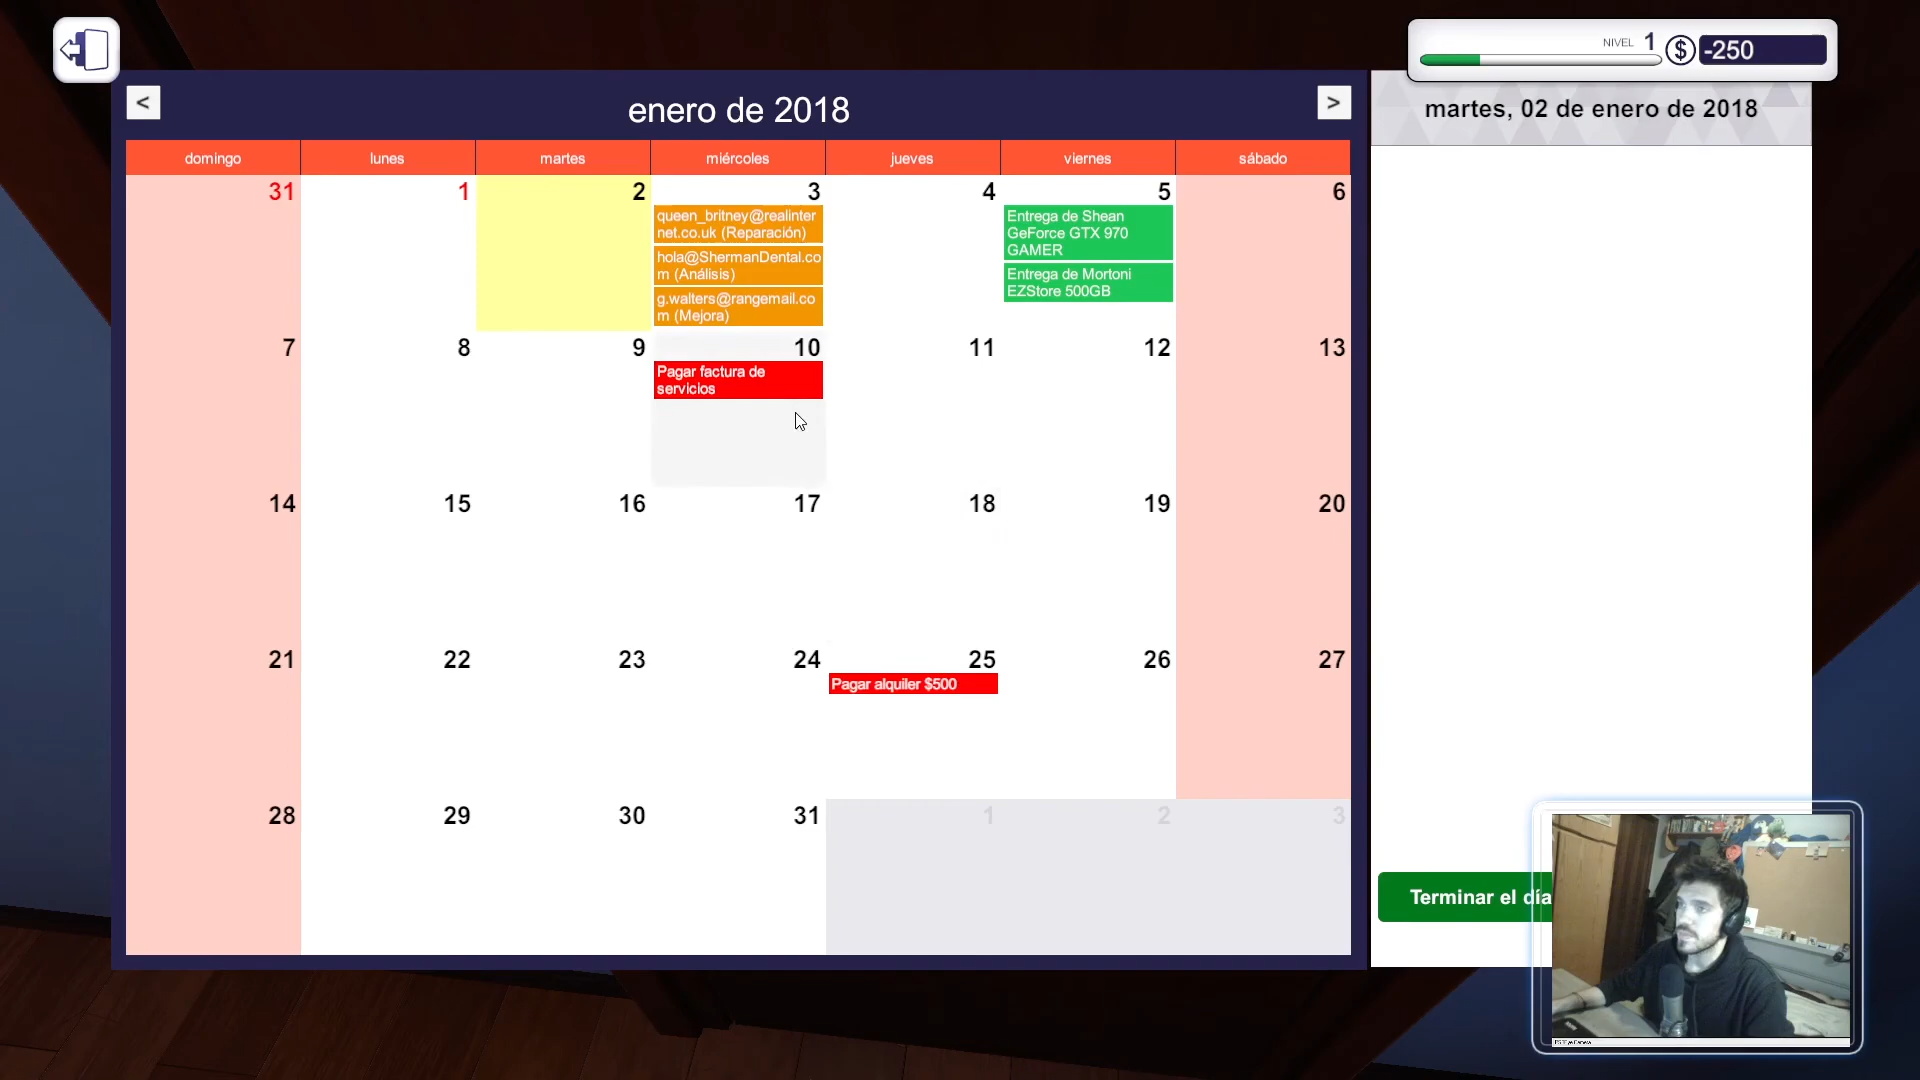 NIVEL 1
$ -250
<
enero de 2018
>
martes, 02 de enero de 2018
domingo
lunes
martes
miércoles
jueves
viernes
sábado
31
1
2
3
4
5
6
queen_britney@realinter
net.co.uk (Reparación)
hola@ShermanDental.co
m (Análisis)
g.walters@rangemail.co
m (Mejora)
Entrega de Shean
GeForce GTX 970
GAMER
Entrega de Mortoni
EZStore 500GB
7
8
9
10
11
12
13
Pagar factura de
servicios
14
15
16
17
18
19
20
21
22
23
24
25
26
27
Pagar alquiler $500
28
29
30
31
1
2
3
Terminar el día